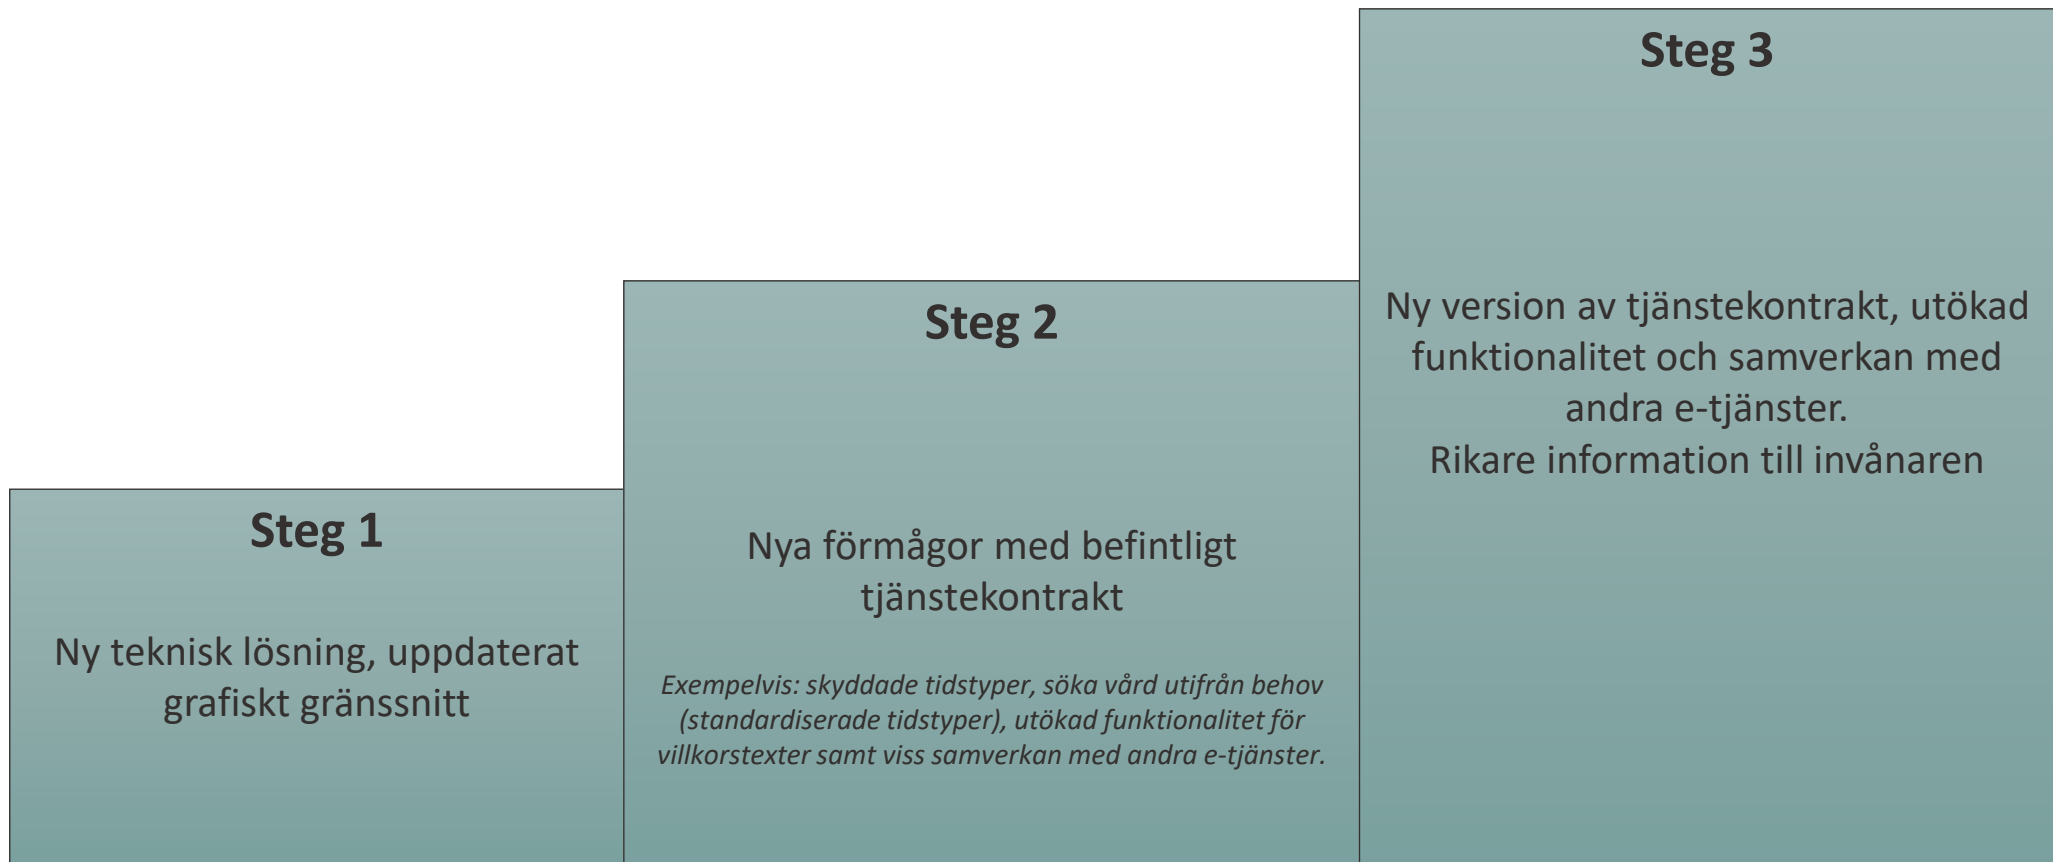 Steg 1
Ny teknisk lösning, uppdaterat
grafiskt gränssnitt
Steg 2
Nya förmågor med befintligt
tjänstekontrakt
Exempelvis: skyddade tidstyper, söka vård utifrån behov
(standardiserade tidstyper), utökad funktionalitet för
villkorstexter samt viss samverkan med andra e-tjänster.
Steg 3
Ny version av tjänstekontrakt, utökad
funktionalitet och samverkan med
andra e-tjänster.
Rikare information till invånaren